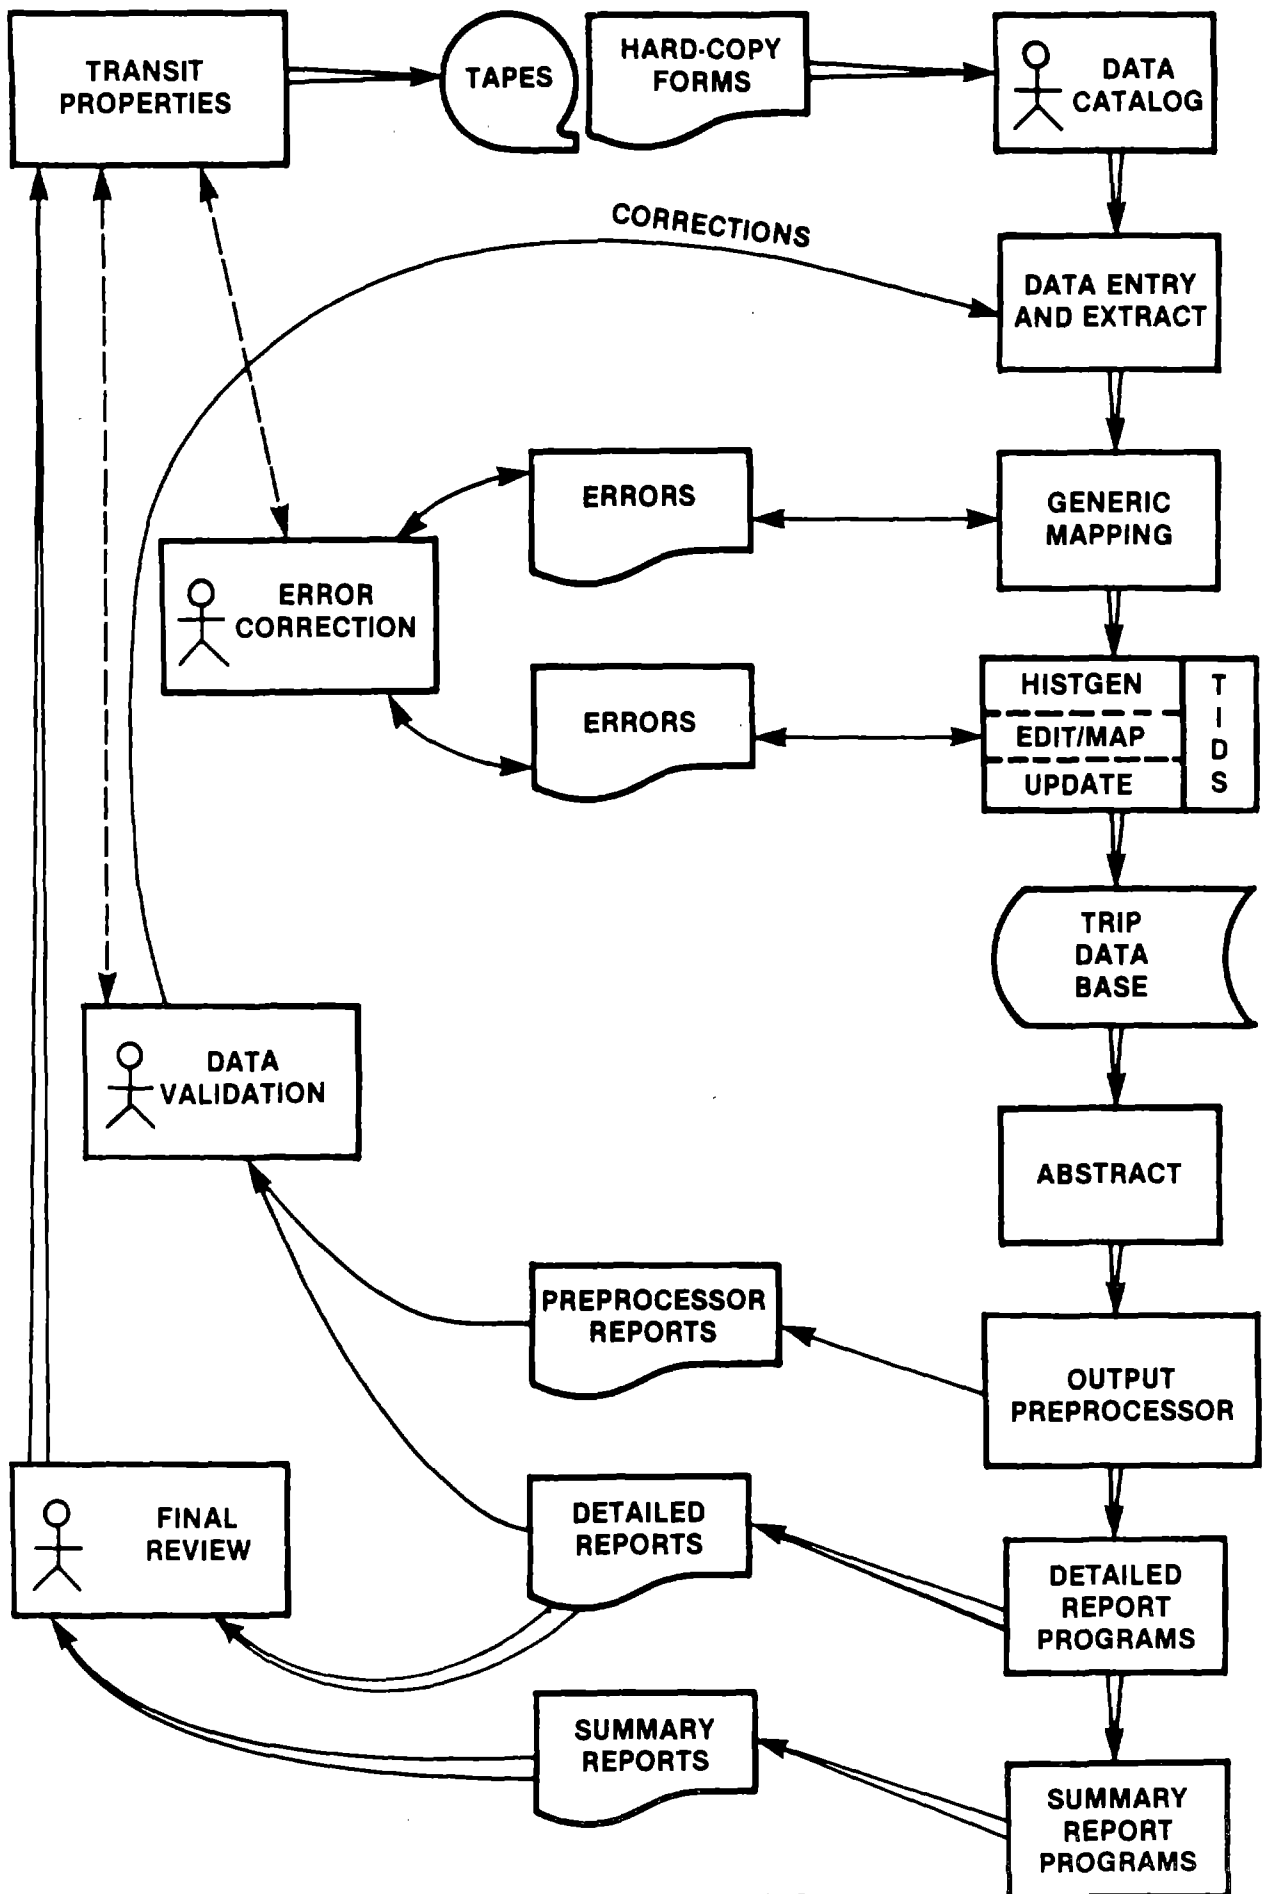 TRANSIT
PROPERTIES
TAPES
HARD-COPY
FORMS
DATA
CATALOG
CORRECTIONS
DATA ENTRY
AND EXTRACT
ERRORS
GENERIC
MAPPING
ERROR
CORRECTION
ERRORS
HISTGEN
EDIT/MAP
UPDATE
TIDS
TRIP
DATA
BASE
DATA
VALIDATION
ABSTRACT
PREPROCESSOR
REPORTS
OUTPUT
PREPROCESSOR
FINAL
REVIEW
DETAILED
REPORTS
DETAILED
REPORT
PROGRAMS
SUMMARY
REPORTS
SUMMARY
REPORT
PROGRAMS